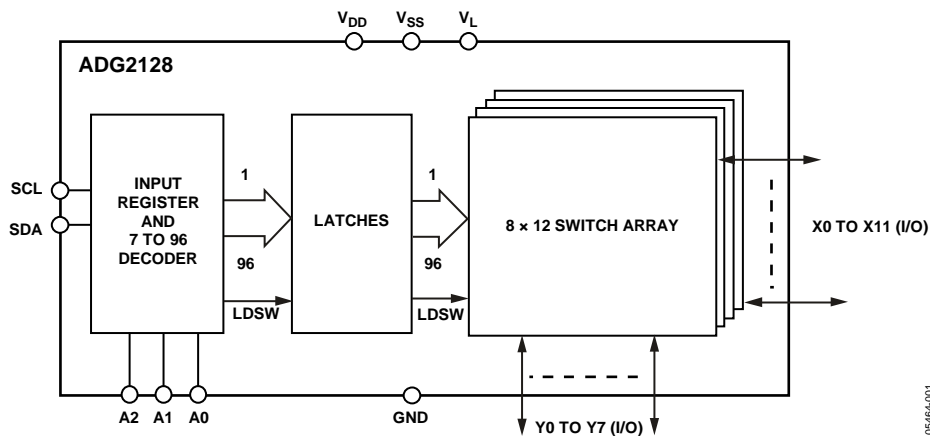 VDD VSS VL
ADG2128
SCL
SDA
INPUT
REGISTER
AND
7 TO 96
DECODER
1
96
LDSW
LATCHES
1
96
LDSW
8 × 12 SWITCH ARRAY
X0 TO X11 (I/O)
A2 A1 A0
GND
Y0 TO Y7 (I/O)
05464-001